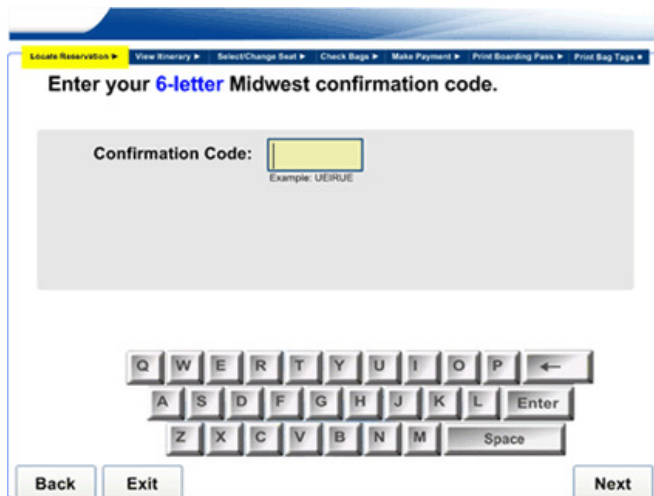 Locate Reservation ► View Itinerary ► Select/Change Seat ► Check Bags ► Make Payment ► Print Boarding Pass ► Print Bag Tags ●
Enter your 6-letter Midwest confirmation code.
Confirmation Code:
Example: UEIRUE
Q W E R T Y U I O P ←
A S D F G H J K L Enter
Z X C V B N M Space
Back Exit Next